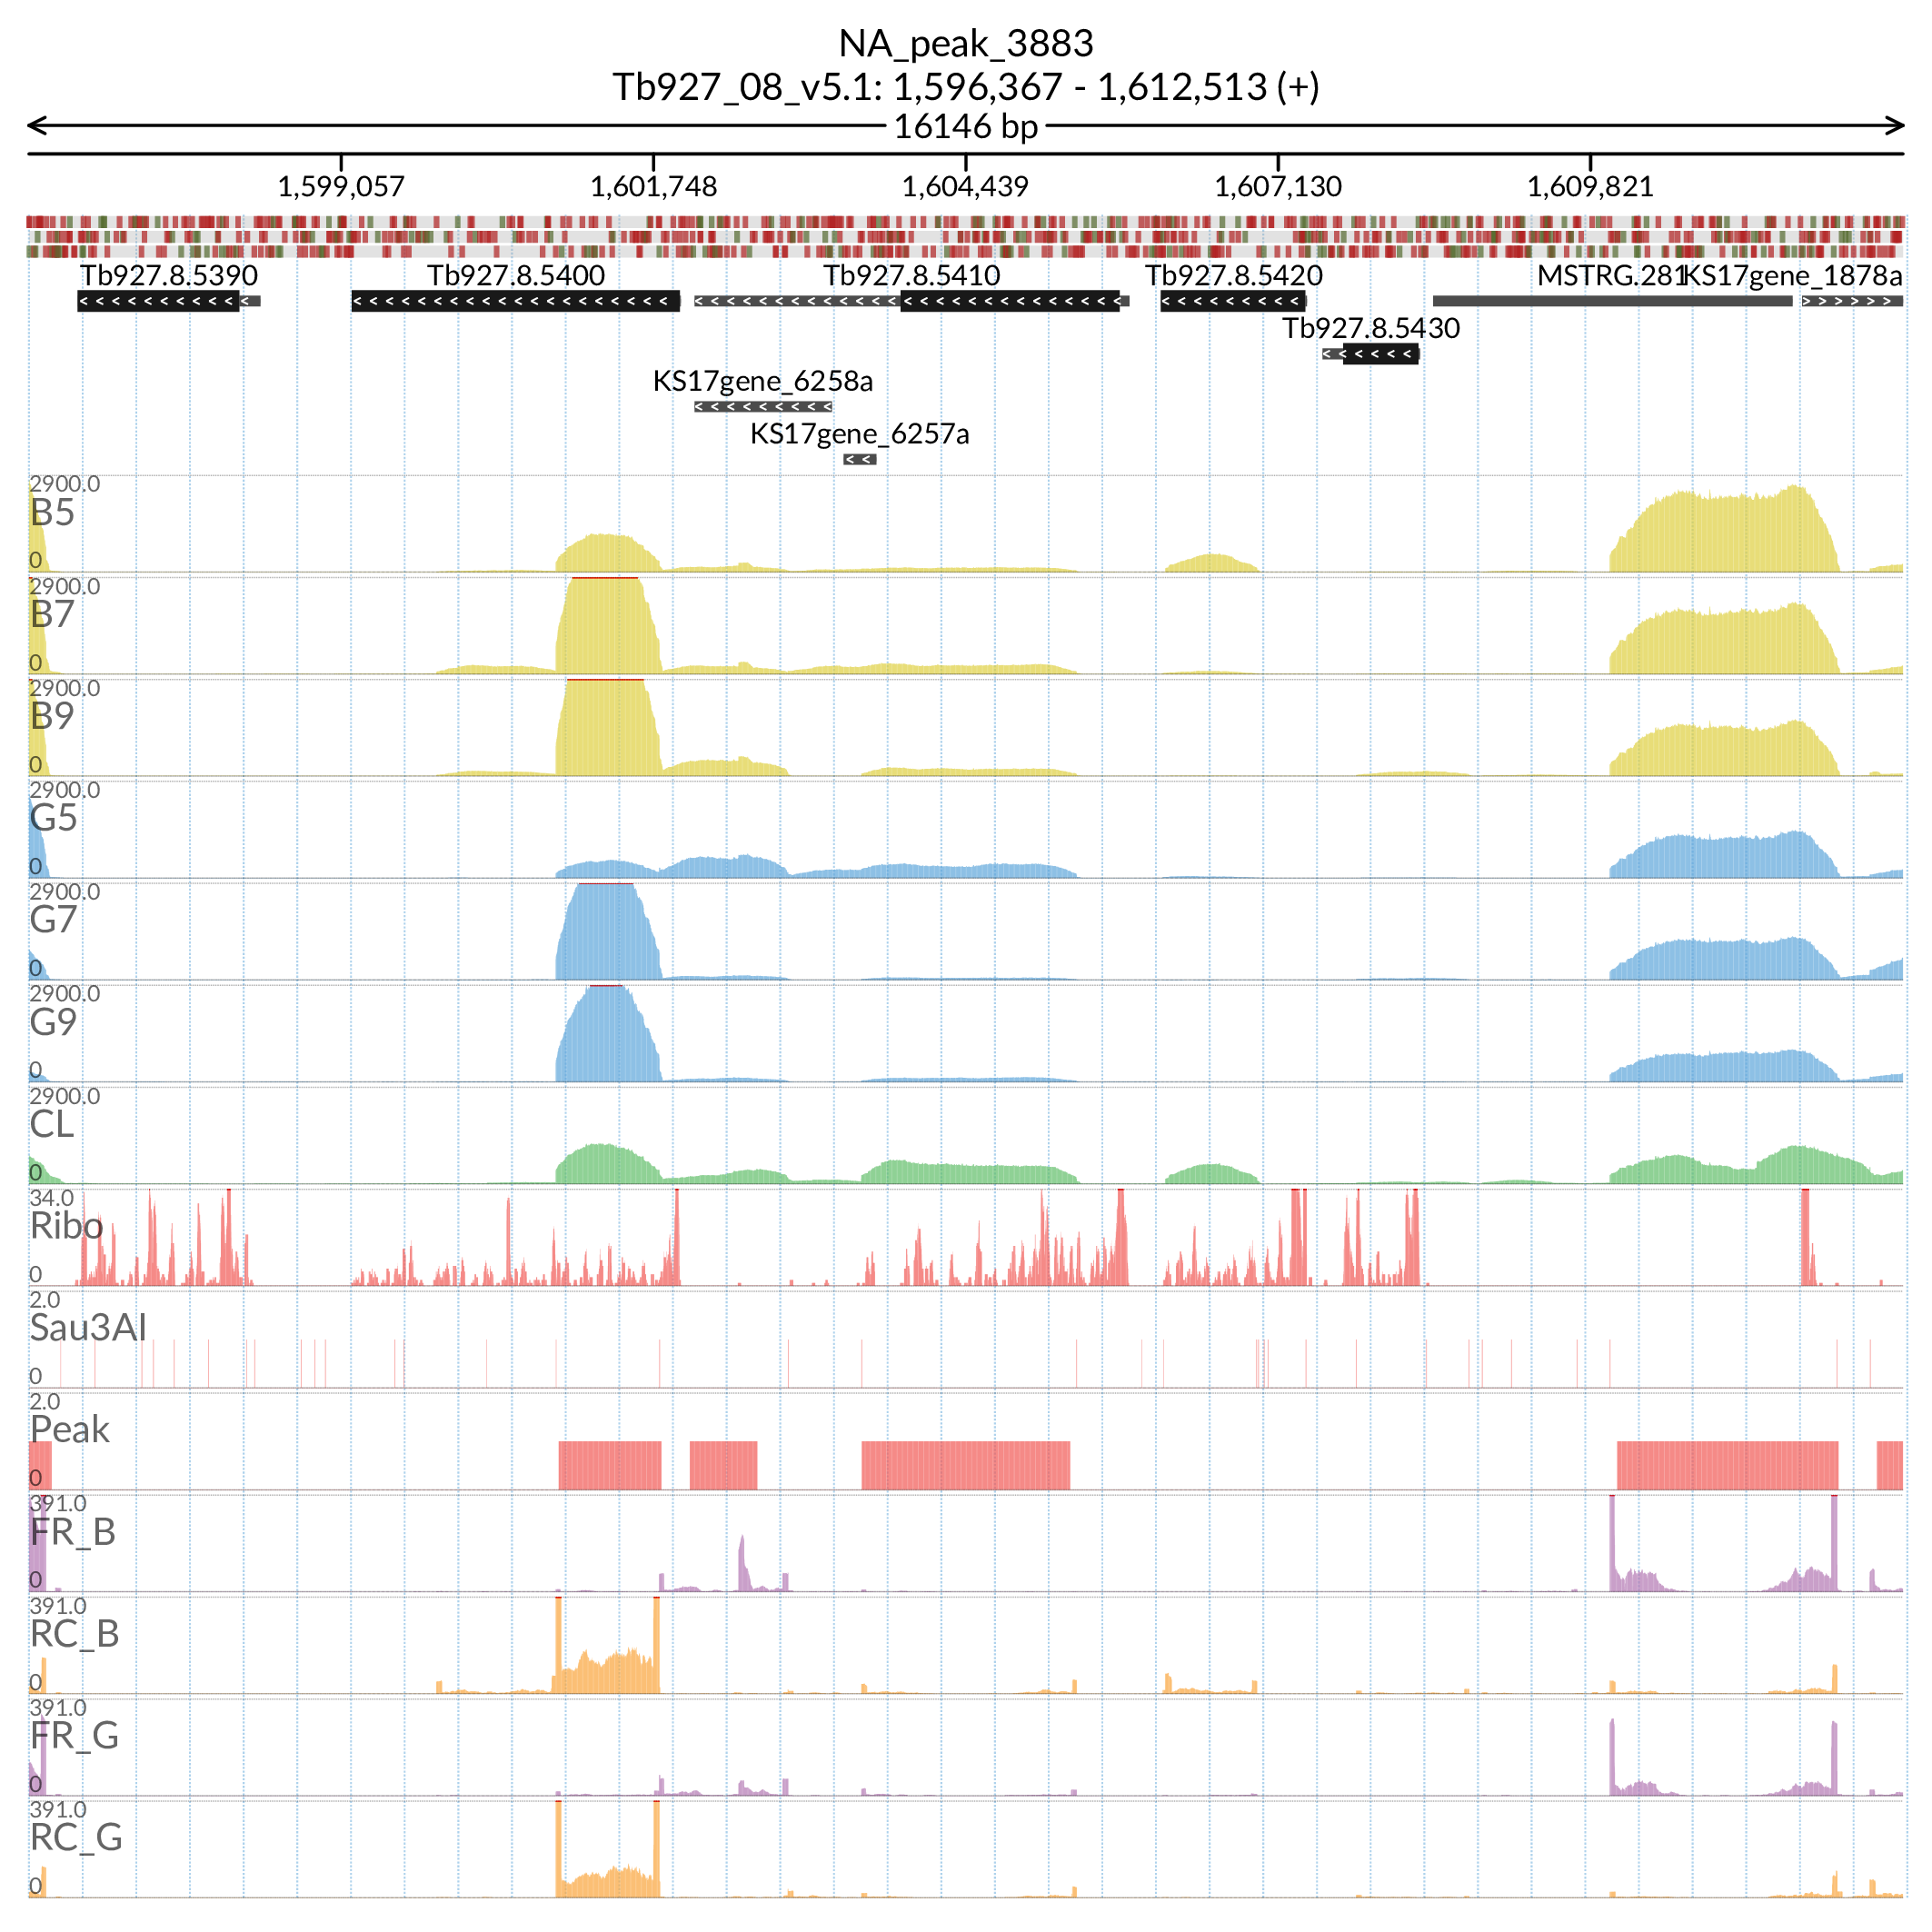 NA_peak_3883
Tb927_08_v5.1: 1,596,367 - 1,612,513 (+)
16146 bp
1,599,057 1,601,748 1,604,439 1,607,130 1,609,821
Tb927.8.5390 Tb927.8.5400 Tb927.8.5410 Tb927.8.5420 MSTRG.281 KS17gene_1878a
Tb927.8.5430
KS17gene_6258a
KS17gene_6257a
2900.0
B5
0
2900.0
B7
0
2900.0
B9
0
2900.0
G5
0
2900.0
G7
0
2900.0
G9
0
2900.0
CL
0
34.0
Ribo
0
2.0
Sau3AI
0
2.0
Peak
0
391.0
FR_B
0
391.0
RC_B
0
391.0
FR_G
0
391.0
RC_G
0